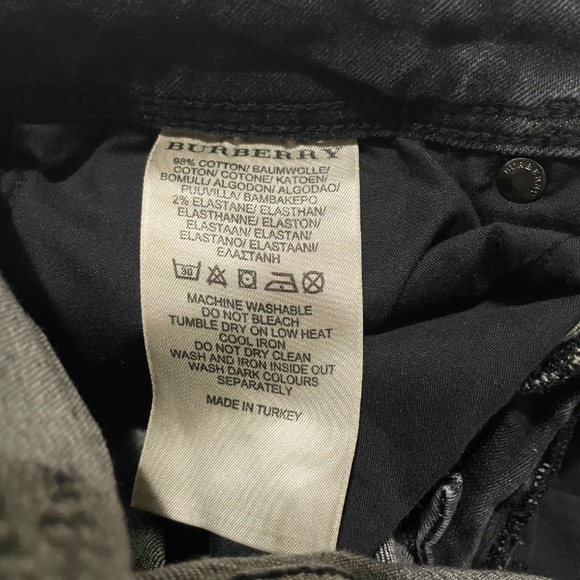 BURBERRY
98% COTTON/ BAUMWOLLE/
COTON/ COTONE/ KATOEN/
BOMULL/ ALGODON/ ALGODAO/
PUUVILLA/ BAMBAKEPO
2% ELASTANE/ ELASTHAN/
ELASTHANNE/ ELASTON/
ELASTAAN/ ELASTAN/
ELASTANO/ ELASTAANI/
ΕΛΑΣΤΑΝΗ
30
MACHINE WASHABLE
DO NOT BLEACH
TUMBLE DRY ON LOW HEAT
COOL IRON
DO NOT DRY CLEAN
WASH AND IRON INSIDE OUT
WASH DARK COLOURS
SEPARATELY
MADE IN TURKEY
BURBERRY